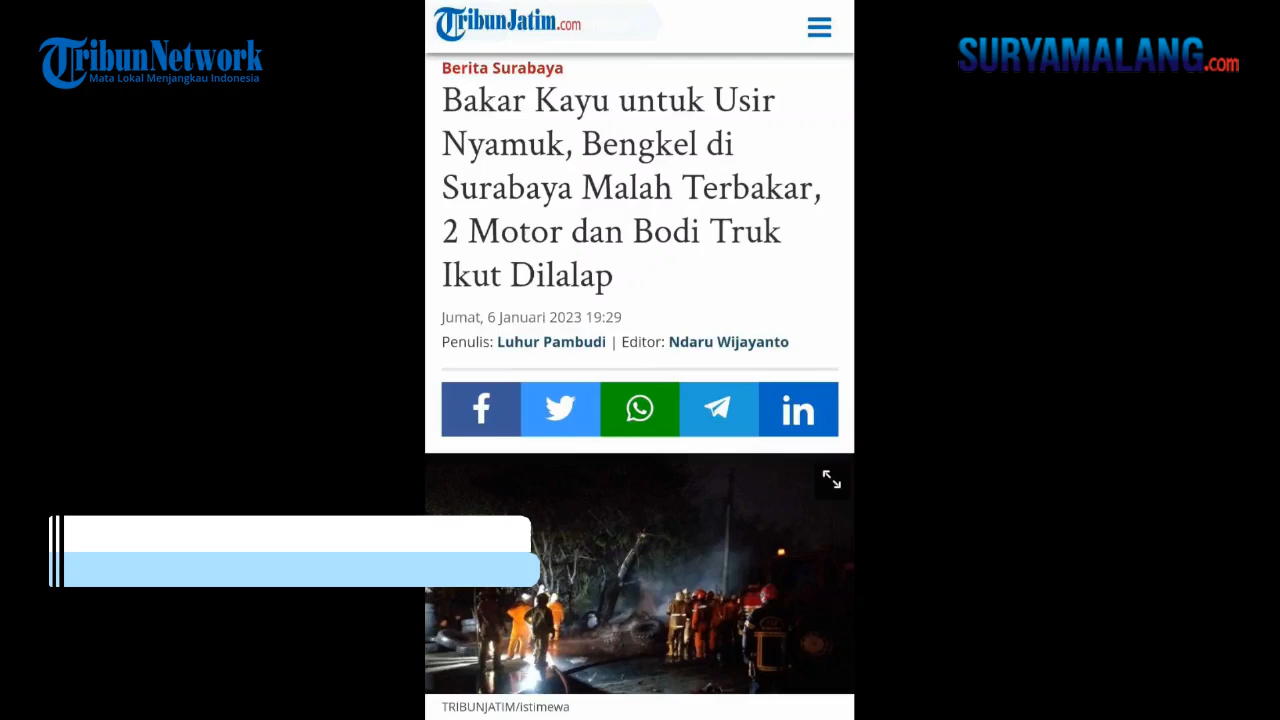 TribunNetwork
Mata Lokal Menjangkau Indonesia
TribunJatim.com
SURYAMALANG.com
Berita Surabaya
Bakar Kayu untuk Usir
Nyamuk, Bengkel di
Surabaya Malah Terbakar,
2 Motor dan Bodi Truk
Ikut Dilalap
Jumat, 6 Januari 2023 19:29
Penulis: Luhur Pambudi | Editor: Ndaru Wijayanto
TRIBUNJATIM/istimewa